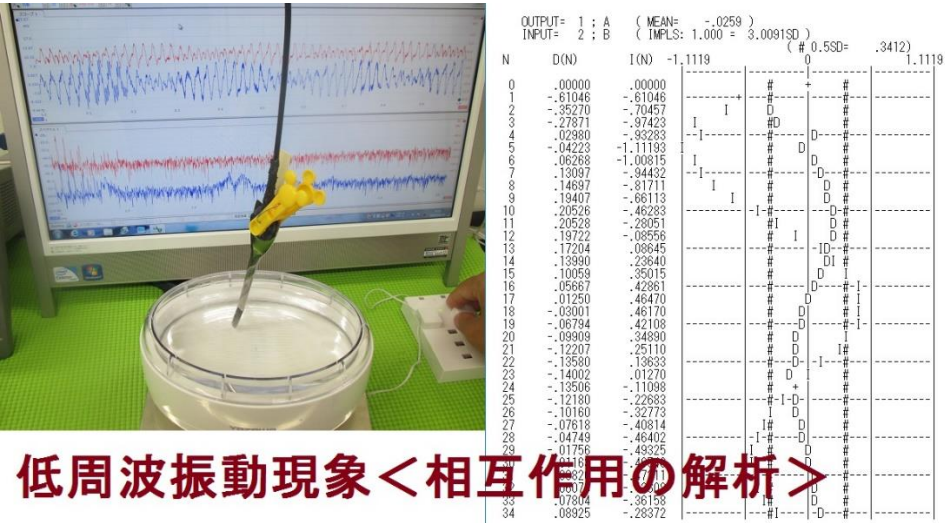 OUTPUT= 1 ; A ( MEAN= -.0259 )
INPUT= 2 ; B ( IMPLS: 1.000 = 3.0091SD )
( # 0.5SD= .3412)
N D(N) I(N) -1.1119 0 1.1119
0 .00000 .00000
1 -.61046 -.61046
2 -.35270 -.70457
3 -.27871 -.97423
4 .02980 -.93283
5 -.04223 -1.11193
6 .06268 -1.00815
7 .13097 -.94432
8 .14697 -.81711
9 .19407 -.66113
10 .20526 -.46283
11 .20528 -.28051
12 .19722 -.08556
13 .17204 .08645
14 .13990 .23640
15 .10059 .35015
16 .05667 .42861
17 .01250 .46470
18 -.03001 .46170
19 -.06794 .42108
20 -.09909 .34890
21 -.12207 .25110
22 -.13580 .13633
23 -.14002 .01270
24 -.13506 -.11098
25 -.12180 -.22683
26 -.10160 -.32773
27 -.07618 -.40814
28 -.04749 -.46402
29 -.01756 -.49325
33 .07804 -.36158
34 .08925 -.28372
低周波振動現象＜相互作用の解析＞